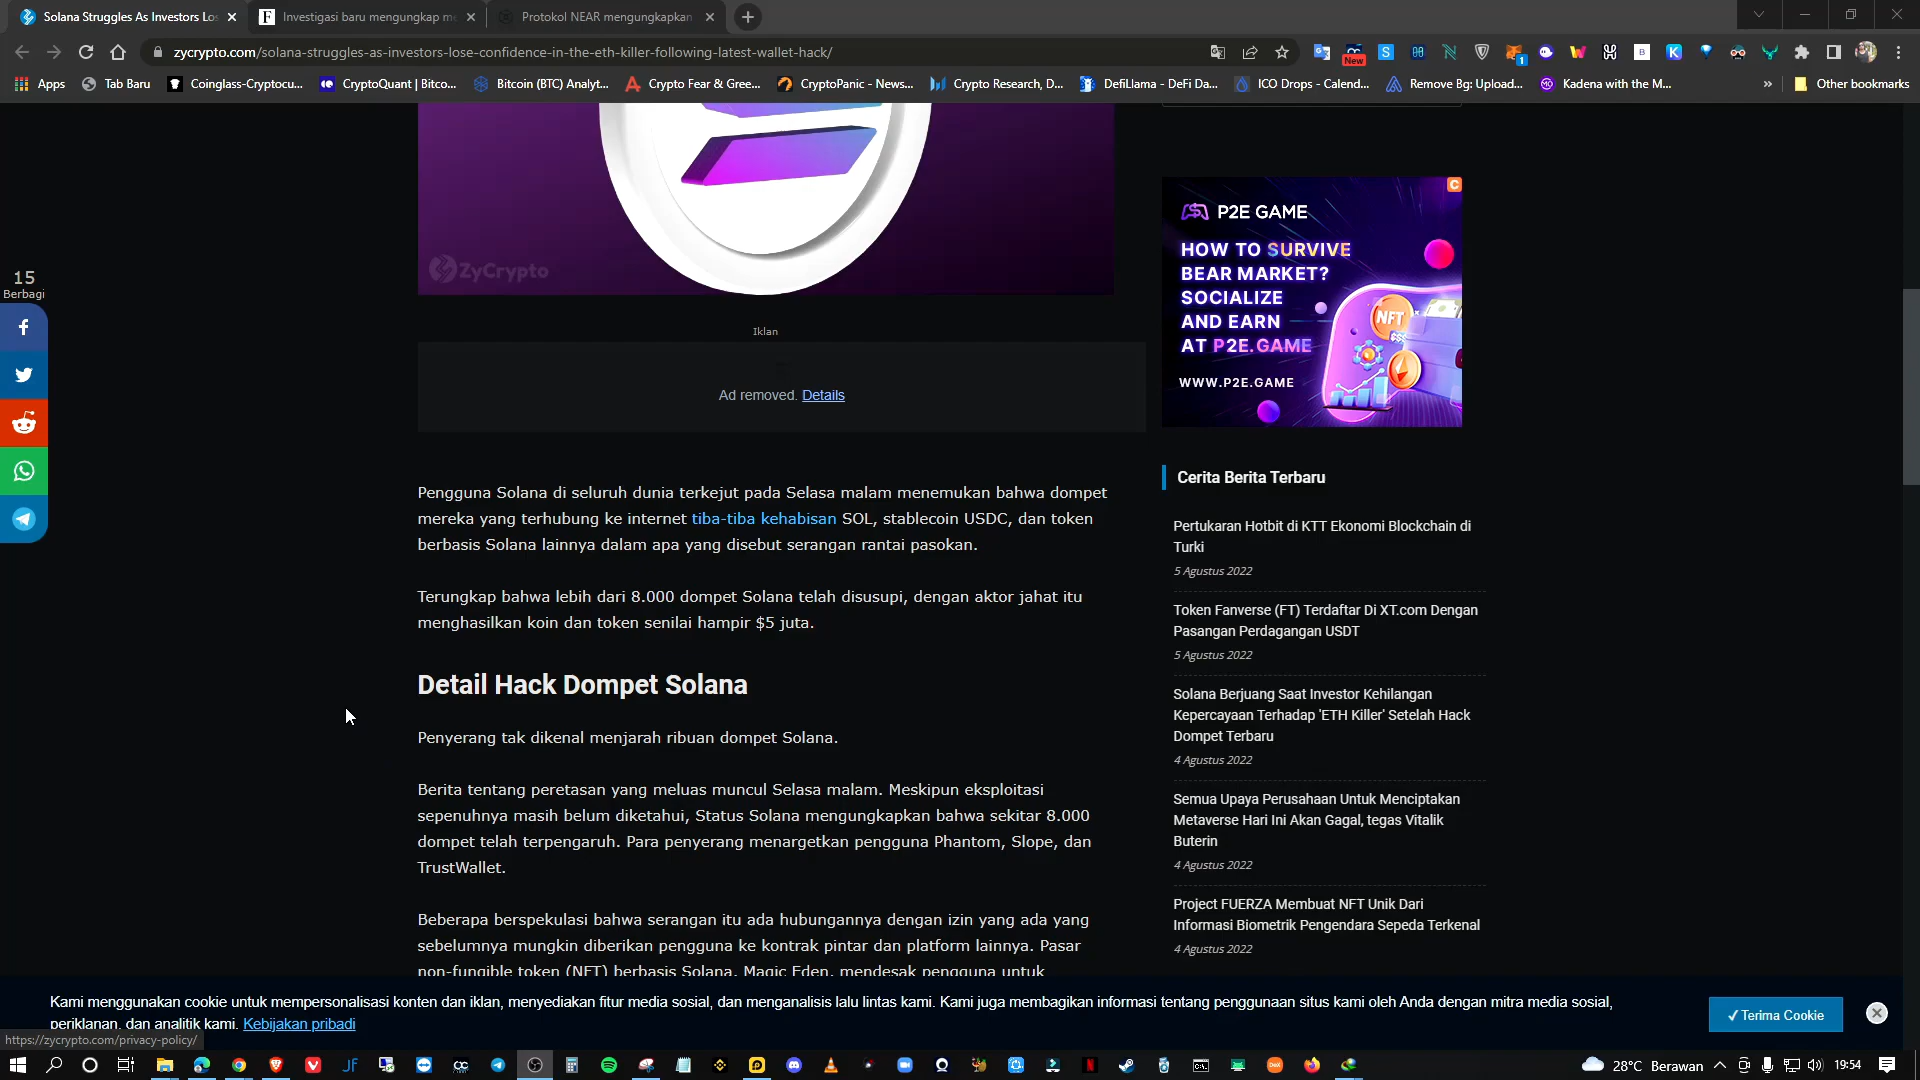 Solana Struggles As Investors Los
Investigasi baru mengungkap me
Protokol NEAR mengungkapkan
zycrypto.com/solana-struggles-as-investors-lose-confidence-in-the-eth-killer-following-latest-wallet-hack/
Apps
Tab Baru
Coinglass-Cryptocu...
CryptoQuant | Bitco...
Bitcoin (BTC) Analyt...
Crypto Fear & Gree...
CryptoPanic - News...
Crypto Research, D...
DefiLlama - DeFi Da...
ICO Drops - Calend...
Remove Bg: Upload...
Kadena with the M...
»
Other bookmarks
ZyCrypto
15
Berbagi
Iklan
Ad removed. Details
Pengguna Solana di seluruh dunia terkejut pada Selasa malam menemukan bahwa dompet
mereka yang terhubung ke internet tiba-tiba kehabisan SOL, stablecoin USDC, dan token
berbasis Solana lainnya dalam apa yang disebut serangan rantai pasokan.
Terungkap bahwa lebih dari 8.000 dompet Solana telah disusupi, dengan aktor jahat itu
menghasilkan koin dan token senilai hampir $5 juta.
Detail Hack Dompet Solana
Penyerang tak dikenal menjarah ribuan dompet Solana.
Berita tentang peretasan yang meluas muncul Selasa malam. Meskipun eksploitasi
sepenuhnya masih belum diketahui, Status Solana mengungkapkan bahwa sekitar 8.000
dompet telah terpengaruh. Para penyerang menargetkan pengguna Phantom, Slope, dan
TrustWallet.
Beberapa berspekulasi bahwa serangan itu ada hubungannya dengan izin yang ada yang
sebelumnya mungkin diberikan pengguna ke kontrak pintar dan platform lainnya. Pasar
non-fungible token (NFT) berbasis Solana, Magic Eden, mendesak pengguna untuk
P2E GAME
HOW TO SURVIVE
BEAR MARKET?
SOCIALIZE
AND EARN
AT P2E.GAME
WWW.P2E.GAME
NFT
Cerita Berita Terbaru
Pertukaran Hotbit di KTT Ekonomi Blockchain di
Turki
5 Agustus 2022
Token Fanverse (FT) Terdaftar Di XT.com Dengan
Pasangan Perdagangan USDT
5 Agustus 2022
Solana Berjuang Saat Investor Kehilangan
Kepercayaan Terhadap 'ETH Killer' Setelah Hack
Dompet Terbaru
4 Agustus 2022
Semua Upaya Perusahaan Untuk Menciptakan
Metaverse Hari Ini Akan Gagal, tegas Vitalik
Buterin
4 Agustus 2022
Project FUERZA Membuat NFT Unik Dari
Informasi Biometrik Pengendara Sepeda Terkenal
4 Agustus 2022
Kami menggunakan cookie untuk mempersonalisasi konten dan iklan, menyediakan fitur media sosial, dan menganalisis lalu lintas kami. Kami juga membagikan informasi tentang penggunaan situs kami oleh Anda dengan mitra media sosial,
periklanan, dan analitik kami. Kebijakan pribadi
✓ Terima Cookie
https://zycrypto.com/privacy-policy/
28°C Berawan
19:54